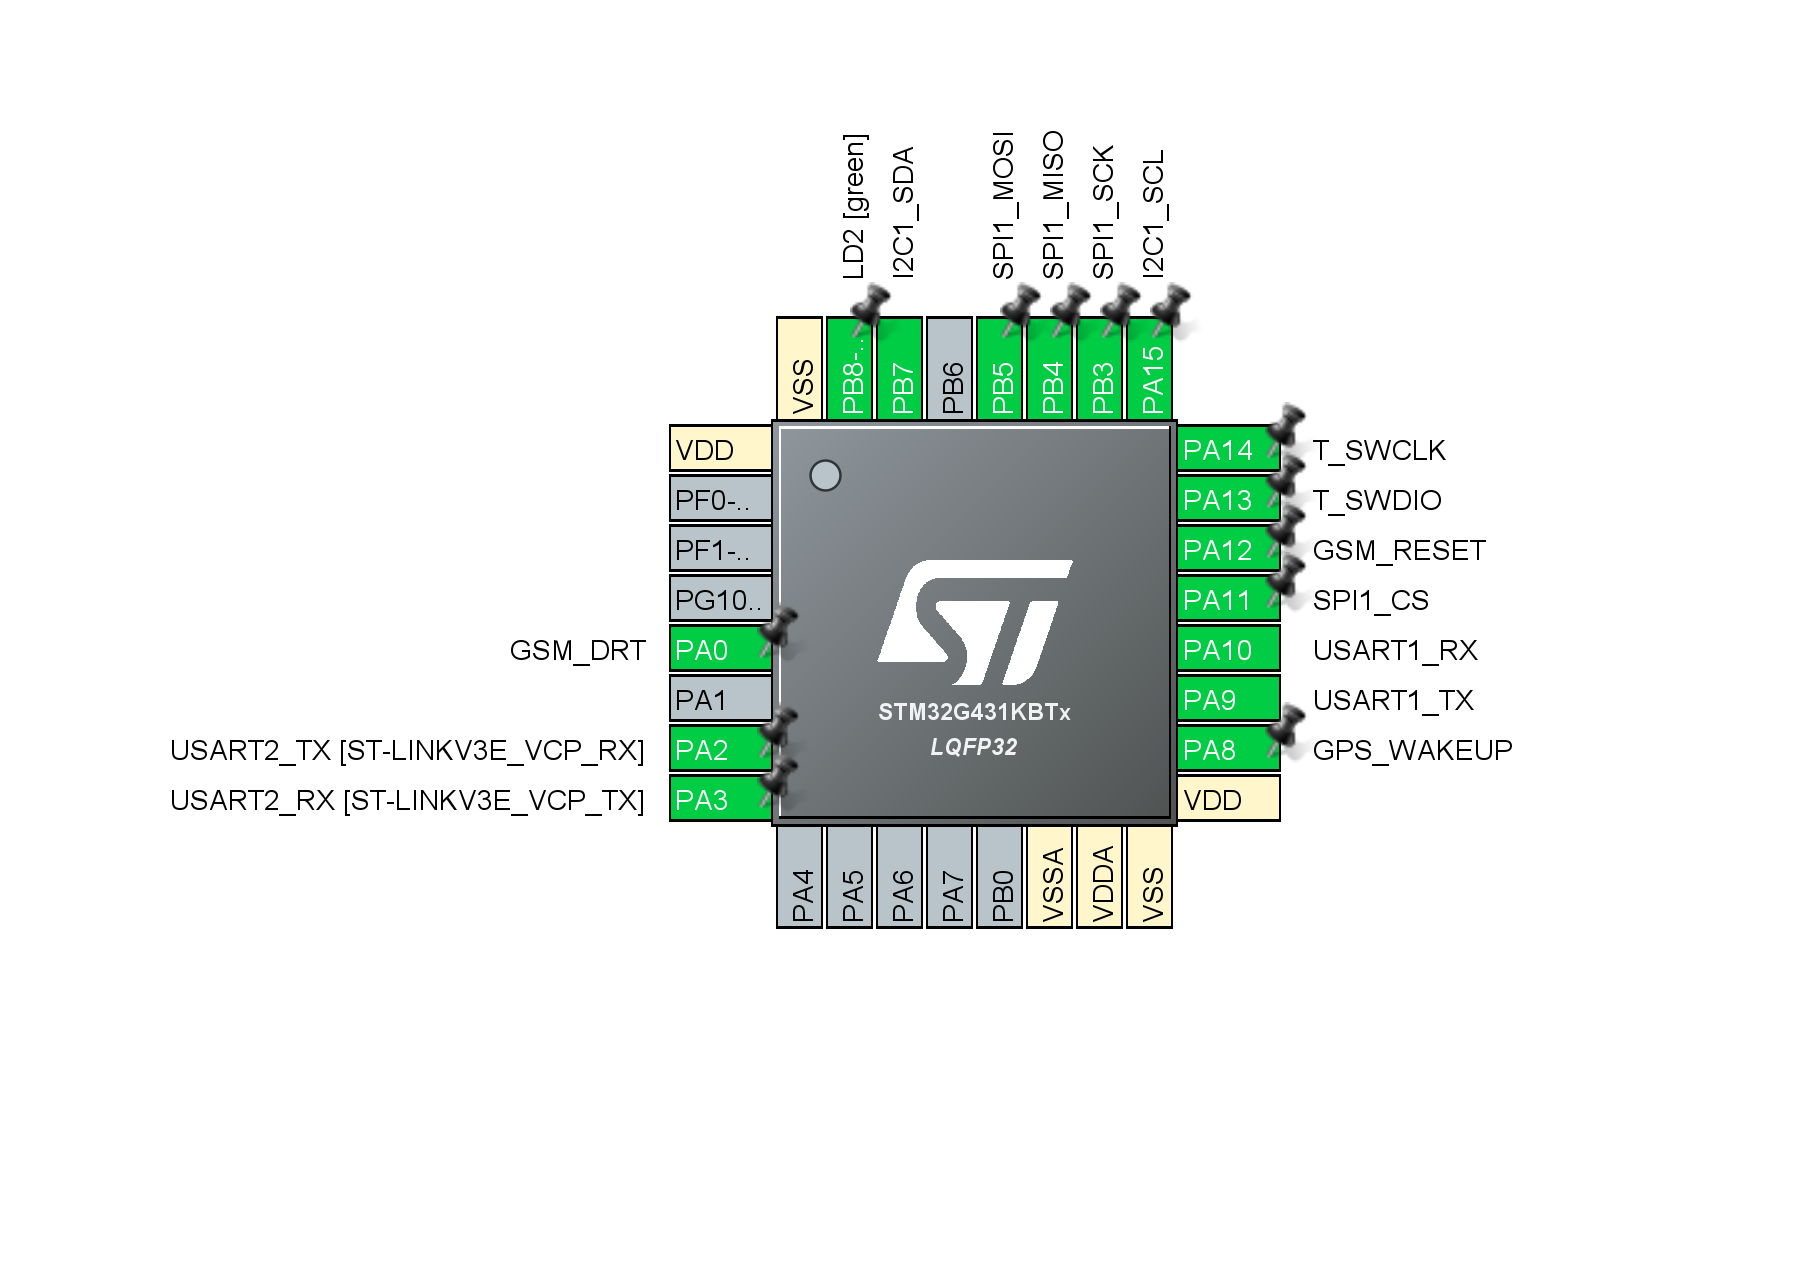 LD2 [green]
I2C1_SDA
SPI1_MOSI
SPI1_MISO
SPI1_SCK
I2C1_SCL
VSS
PB8-..
PB7
PB6
PB5
PB4
PB3
PA15
VDD
PF0-..
PF1-..
PG10..
GSM_DRT PA0
PA1
USART2_TX [ST-LINKV3E_VCP_RX] PA2
USART2_RX [ST-LINKV3E_VCP_TX] PA3
ST
STM32G431KBTx
LQFP32
PA14 T_SWCLK
PA13 T_SWDIO
PA12 GSM_RESET
PA11 SPI1_CS
PA10 USART1_RX
PA9 USART1_TX
PA8 GPS_WAKEUP
VDD
PA4
PA5
PA6
PA7
PB0
VSSA
VDDA
VSS